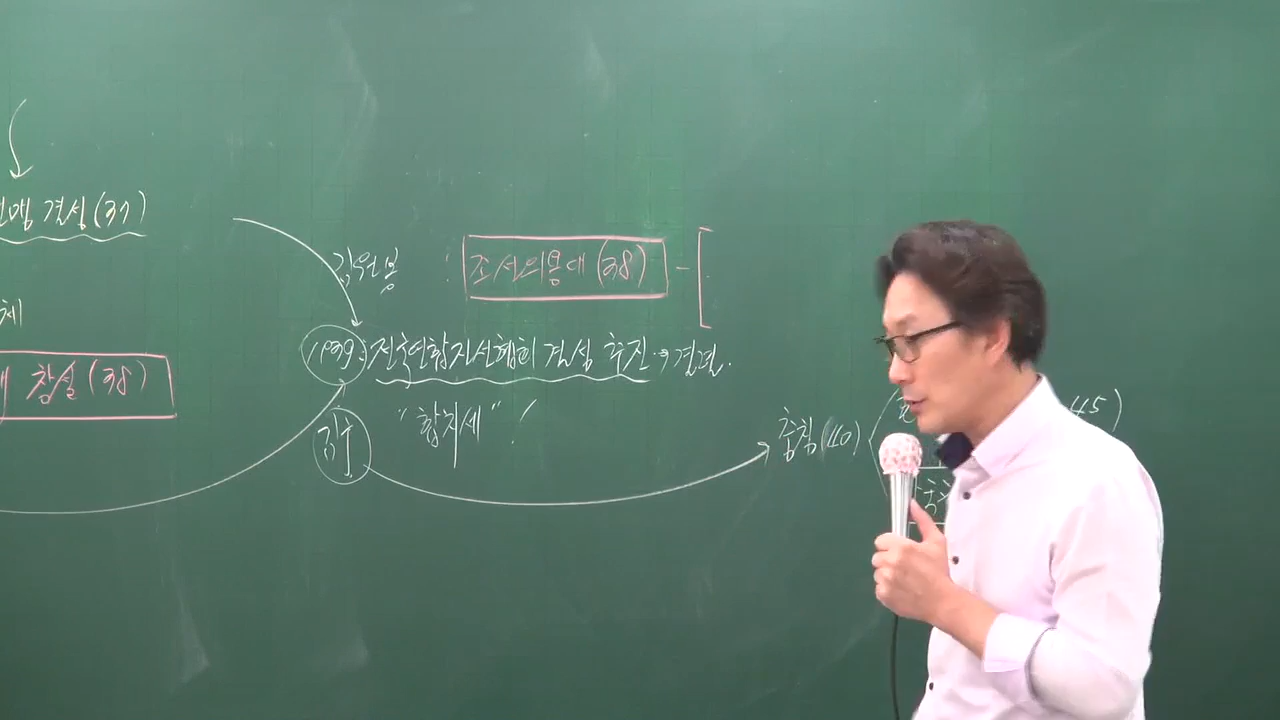 결성(37)
김원봉 : 조선의용대(38) -
체
1939. 전국연합진선협회 결성 추진 → 결렬.
창설(38)
김구 "합치세"!
충칭(40)
45)